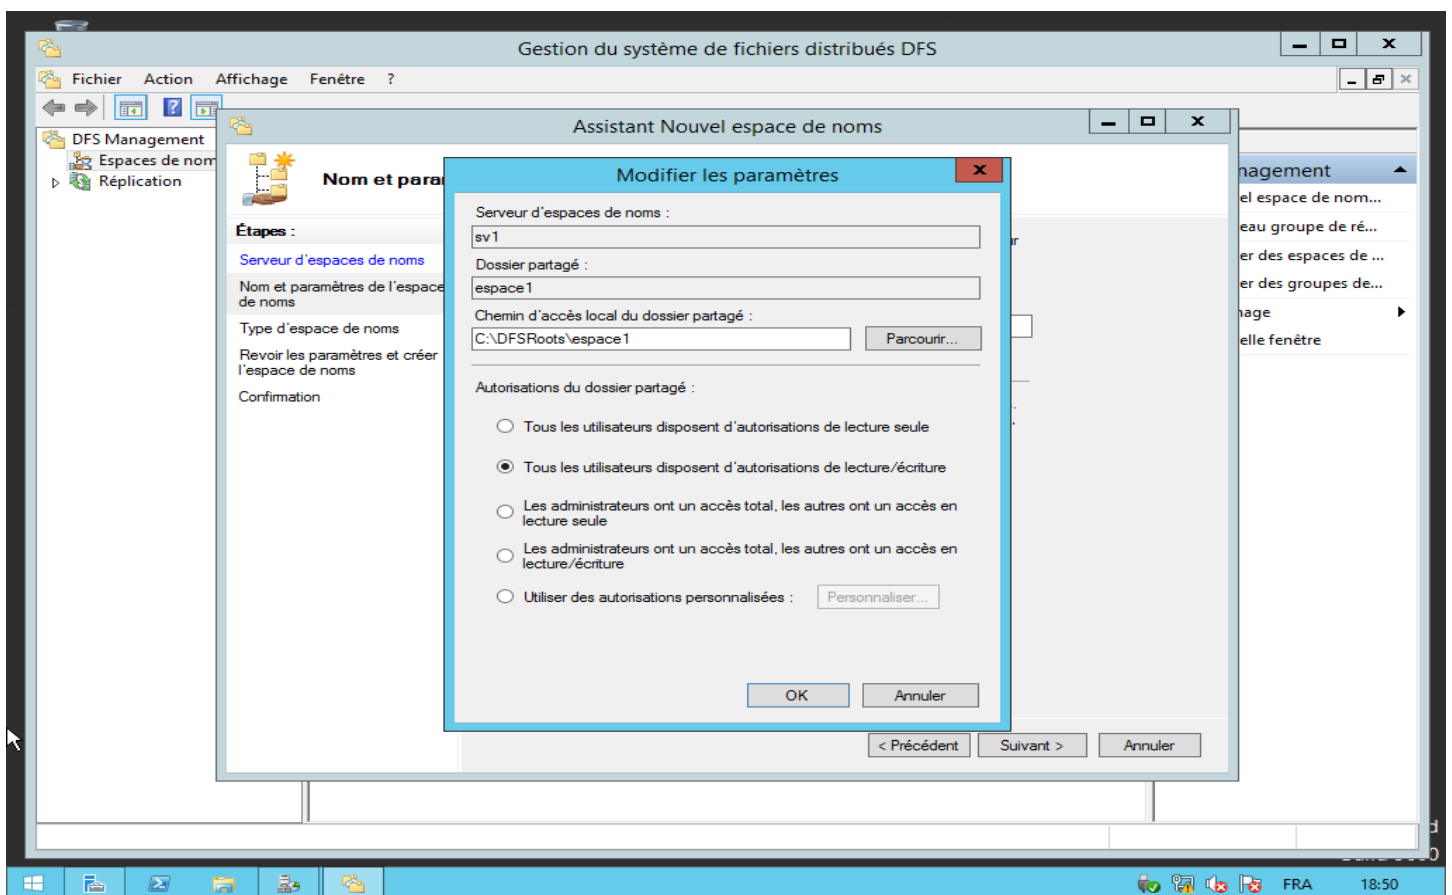 Gestion du système de fichiers distribués DFS
Fichier Action Affichage Fenêtre ?
DFS Management
Espaces de nom
Réplication
Assistant Nouvel espace de noms
Nom et para
Étapes :
Serveur d'espaces de noms
Nom et paramètres de l'espace
de noms
Type d'espace de noms
Revoir les paramètres et créer
l'espace de noms
Confirmation
Modifier les paramètres
Serveur d'espaces de noms :
sv1
Dossier partagé :
espace1
Chemin d'accès local du dossier partagé :
C:\DFSRoots\espace1
Parcourir...
Autorisations du dossier partagé :
Tous les utilisateurs disposent d'autorisations de lecture seule
Tous les utilisateurs disposent d'autorisations de lecture/écriture
Les administrateurs ont un accès total, les autres ont un accès en
lecture seule
Les administrateurs ont un accès total, les autres ont un accès en
lecture/écriture
Utiliser des autorisations personnalisées :
Personnaliser...
OK
Annuler
< Précédent
Suivant >
Annuler
nagement
el espace de nom...
eau groupe de ré...
er des espaces de ...
er des groupes de...
nage
elle fenêtre
FRA
18:50